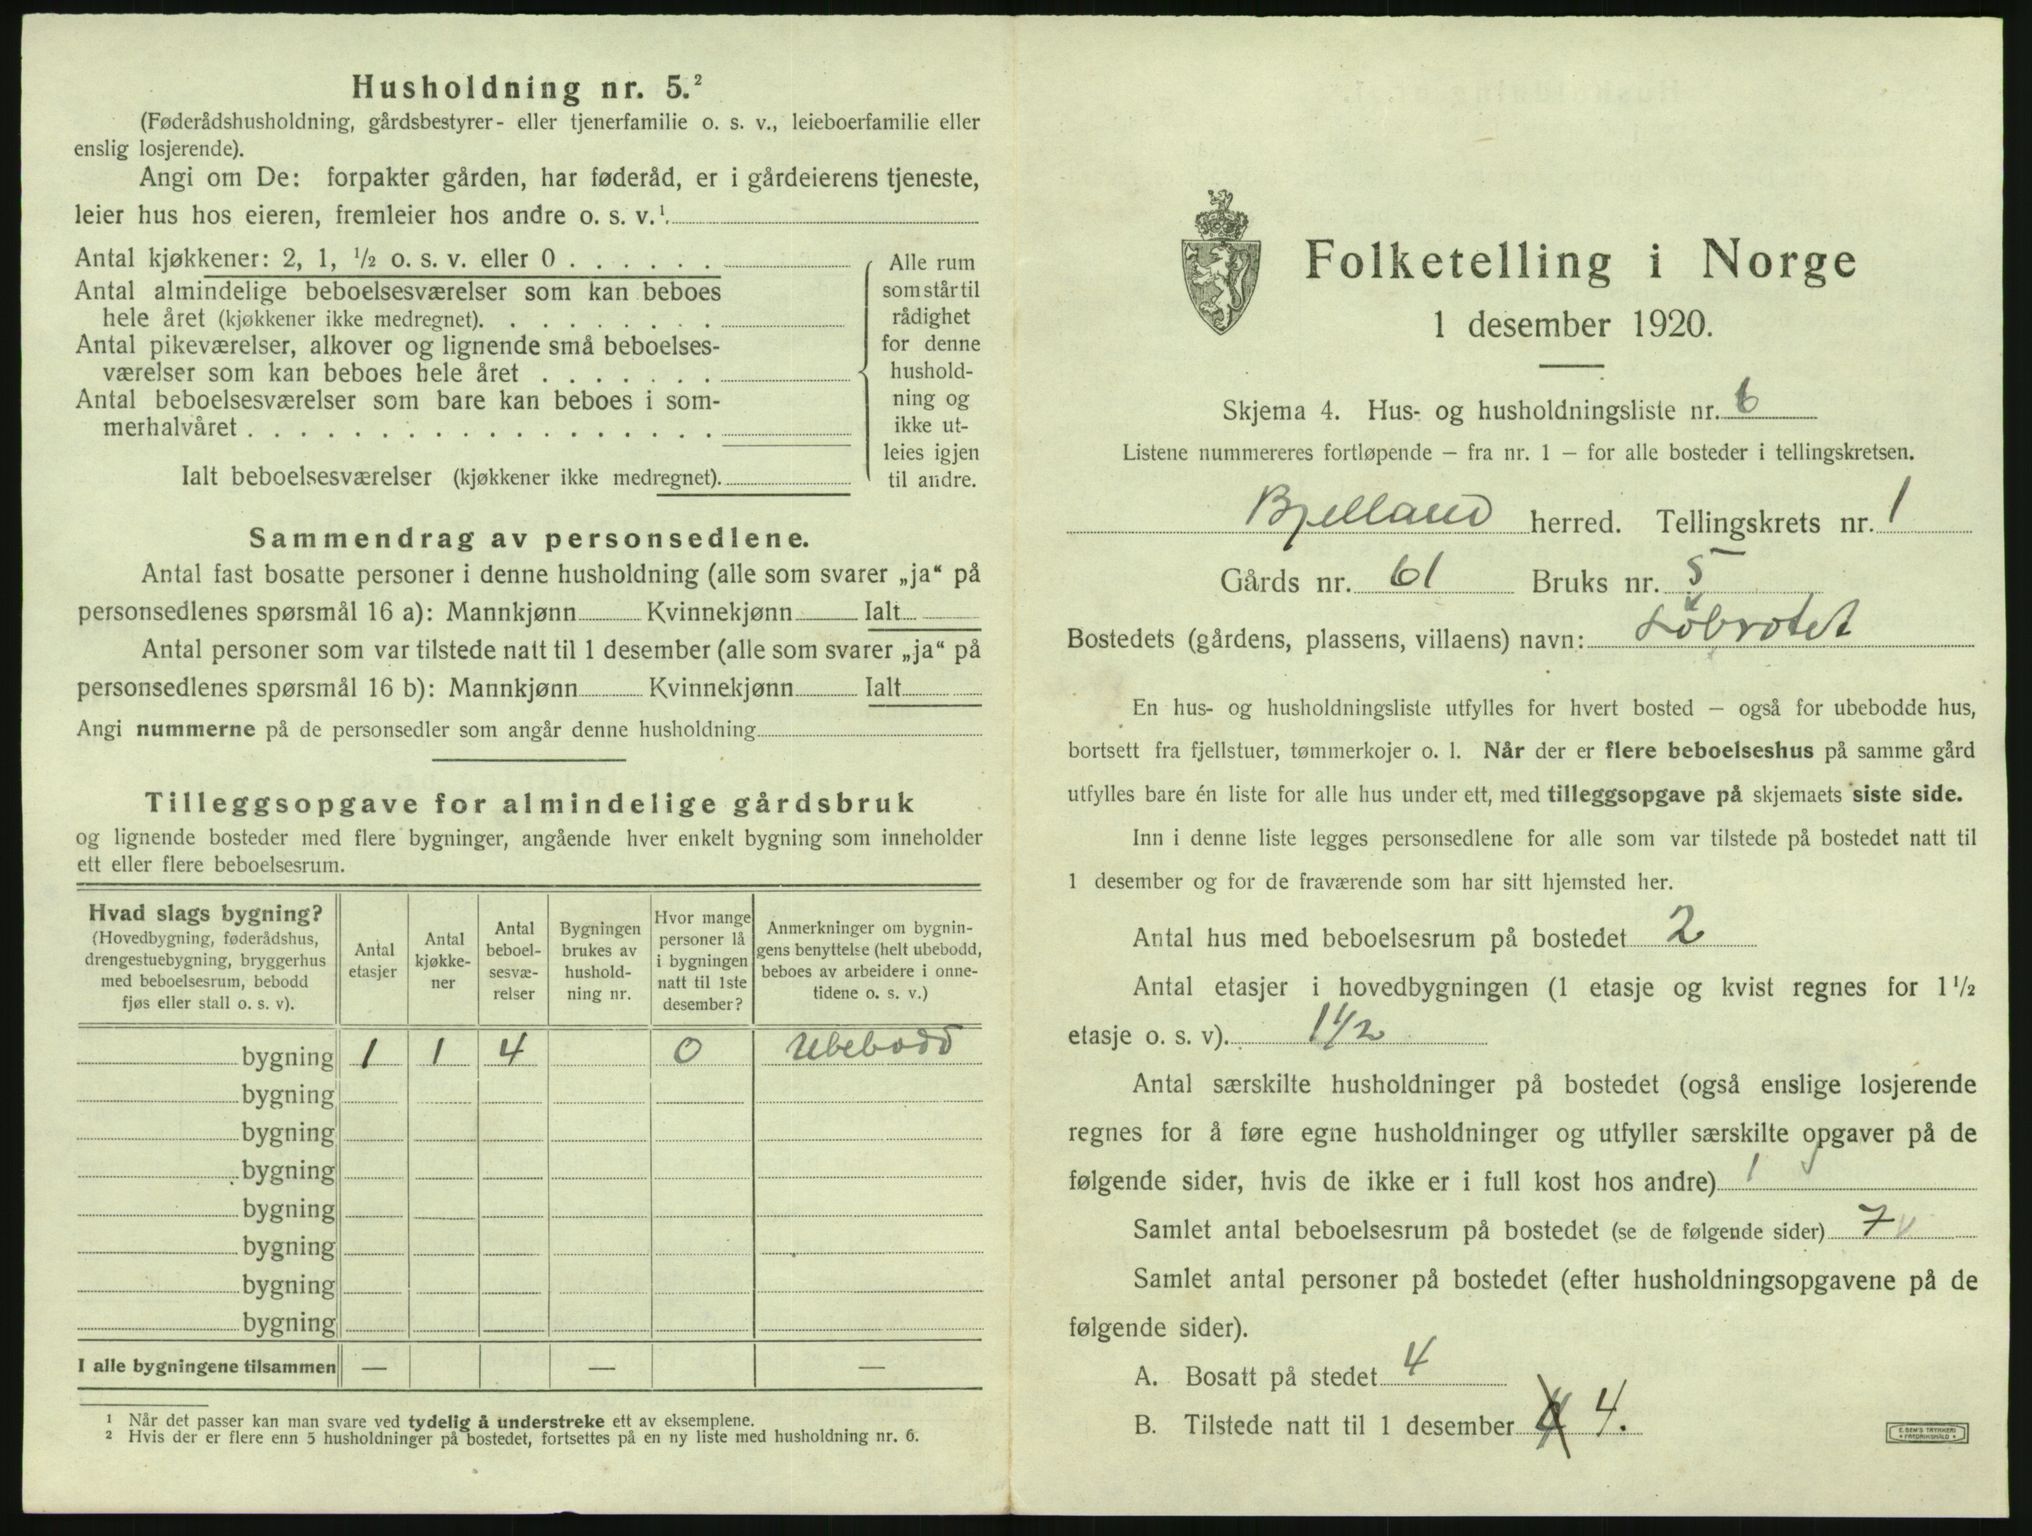 Husholdning nr. 5.²
(Føderådshusholdning, gårdsbestyrer- eller tjenerfamilie o. s. v., leieboerfamilie eller
enslig losjerende).
Angi om De: forpakter gården, har føderåd, er i gårdeierens tjeneste,
leier hus hos eieren, fremleier hos andre o. s. v.¹.
Antal kjøkkener: 2, 1, ½ o. s. v. eller 0 . . . . . .
Antal almindelige beboelsesværelser som kan beboes
hele året (kjøkkener ikke medregnet). . . . . . . . .
Antal pikeværelser, alkover og lignende små beboelses-
værelser som kan beboes hele året . . . . . . .
Antal beboelsesværelser som bare kan beboes i som-
merhalvåret . . . . . . . . . . . . . . . . . .
Ialt beboelsesværelser (kjøkkener ikke medregnet).
Alle rum
som står til
rådighet
for denne
hushold-
ning og
ikke ut-
leies igjen
til andre.
Sammendrag av personsedlene.
Antal fast bosatte personer i denne husholdning (alle som svarer „ja“ på
personsedlenes spørsmål 16 a): Mannkjønn Kvinnekjønn Ialt
Antal personer som var tilstede natt til 1 desember (alle som svarer „ja“ på
personsedlenes spørsmål 16 b): Mannkjønn Kvinnekjønn Ialt
Angi nummerne på de personsedler som angår denne husholdning
Tilleggsopgave for almindelige gårdsbruk
og lignende bosteder med flere bygninger, angående hver enkelt bygning som inneholder
ett eller flere beboelsesrum.
Hvad slags bygning?
(Hovedbygning, føderådshus,
drengestuebygning, bryggerhus
med beboelsesrum, bebodd
fjøs eller stall o. s. v).
Antal
etasjer
Antal
kjøkke-
ner
Antal
beboel-
sesvæ-
relser
Bygningen
brukes av
hushold-
ning nr.
Hvor mange
personer lå
i bygningen
natt til 1ste
desember?
Anmerkninger om bygnin-
gens benyttelse (helt ubebodd,
beboes av arbeidere i onne-
tidene o. s. v.)
bygning 1 1 4 0 Ubebodd
bygning
bygning
bygning
bygning
bygning
bygning
bygning
I alle bygningene tilsammen — — —
¹ Når det passer kan man svare ved tydelig å understreke ett av eksemplene.
² Hvis der er flere enn 5 husholdninger på bostedet, fortsettes på en ny liste med husholdning nr. 6.
Folketelling i Norge
1 desember 1920.
Skjema 4. Hus- og husholdningsliste nr. 6
Listene nummereres fortløpende – fra nr. 1 – for alle bosteder i tellingskretsen.
Bjelland herred. Tellingskrets nr. 1
Gårds nr. 61 Bruks nr. 5
Bostedets (gårdens, plassens, villaens) navn: Løbrotet
En hus- og husholdningsliste utfylles for hvert bosted – også for ubebodde hus,
bortsett fra fjellstuer, tømmerkojer o. l. Når der er flere beboelseshus på samme gård
utfylles bare én liste for alle hus under ett, med tilleggsopgave på skjemaets siste side.
Inn i denne liste legges personsedlene for alle som var tilstede på bostedet natt til
1 desember og for de fraværende som har sitt hjemsted her.
Antal hus med beboelsesrum på bostedet 2
Antal etasjer i hovedbygningen (1 etasje og kvist regnes for 1½
etasje o. s. v). 1½
Antal særskilte husholdninger på bostedet (også enslige losjerende
regnes for å føre egne husholdninger og utfyller særskilte opgaver på de
følgende sider, hvis de ikke er i full kost hos andre) 1
Samlet antal beboelsesrum på bostedet (se de følgende sider) 7
Samlet antal personer på bostedet (efter husholdningsopgavene på de
følgende sider).
A. Bosatt på stedet 4
B. Tilstede natt til 1 desember 4.
E. SEM'S TRYKKERI
FREDRIKSHALD